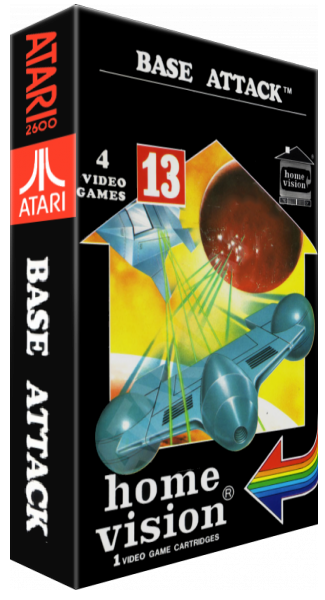 ATARI
2600
ATARI
BASE ATTACK
BASE ATTACK™
4
VIDEO
GAMES
13
home
vision
home
vision®
1 VIDEO GAME CARTRIDGES